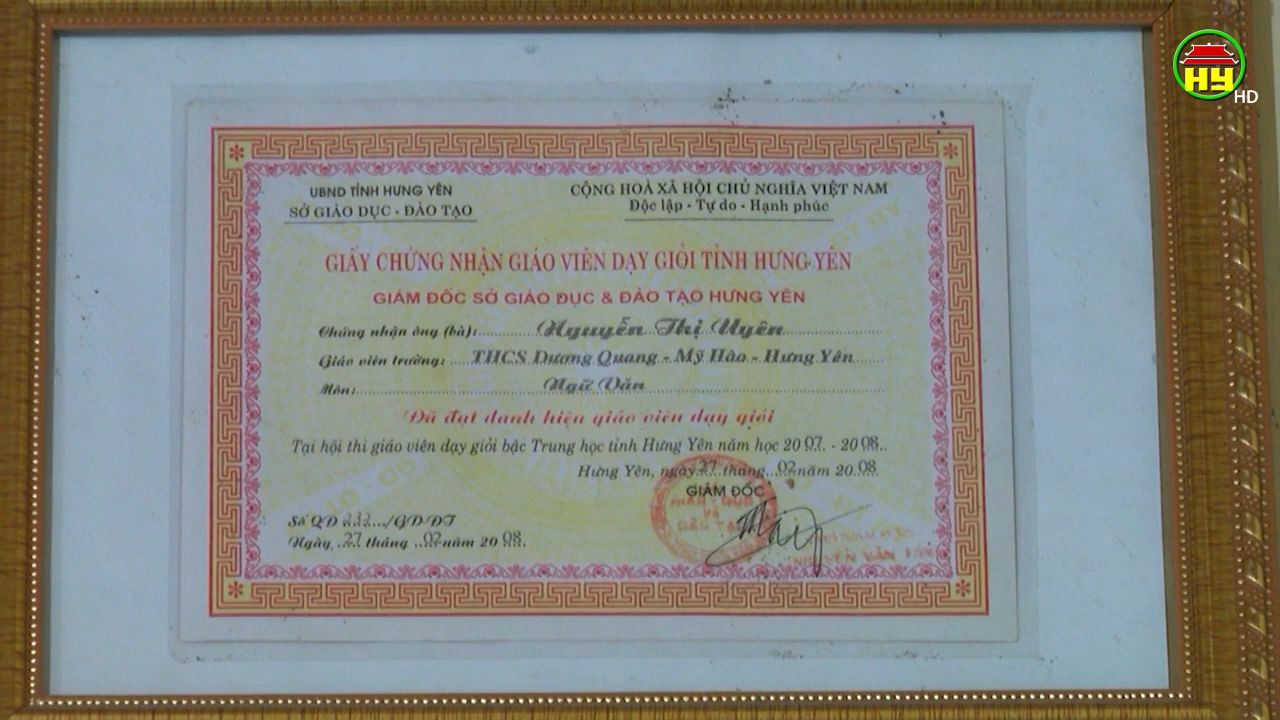 HY
HD
UBND TỈNH HƯNG YÊN
SỞ GIÁO DỤC - ĐÀO TẠO
CỘNG HOÀ XÃ HỘI CHỦ NGHĨA VIỆT NAM
Độc lập - Tự do - Hạnh phúc
GIẤY CHỨNG NHẬN GIÁO VIÊN DẠY GIỎI TỈNH HƯNG YÊN
GIÁM ĐỐC SỞ GIÁO DỤC & ĐÀO TẠO HƯNG YÊN
Chứng nhận ông (bà): Nguyễn Thị Uyên
Giáo viên trường: THCS Dương Quang - Mỹ Hào - Hưng Yên
Môn: Ngữ Văn
Đã đạt danh hiệu giáo viên dạy giỏi
Tại hội thi giáo viên dạy giỏi bậc Trung học tỉnh Hưng Yên năm học 2007 - 2008
Hưng Yên, ngày 27 tháng 02 năm 2008
GIÁM ĐỐC
Số QĐ /GD-ĐT
Ngày 27 tháng 02 năm 2008